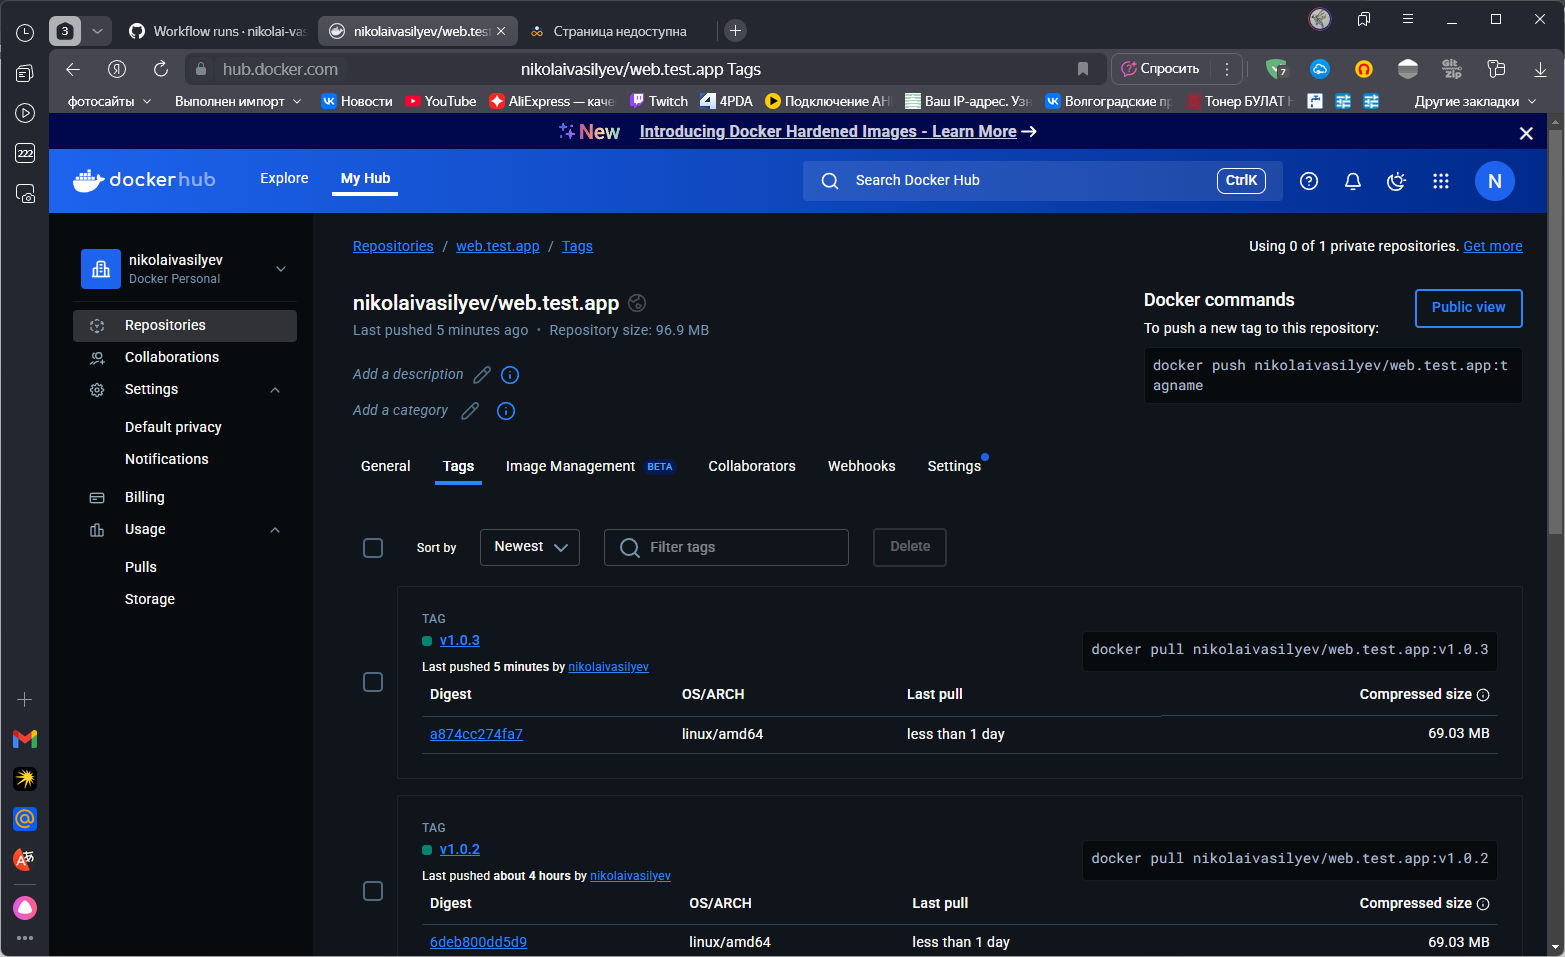 3
Workflow runs · nikolai-vas
nikolaivasilyev/web.test
Страница недоступна
hub.docker.com
nikolaivasilyev/web.test.app Tags
Спросить
7
Git zip
фотосайты
Выполнен импорт
Новости
YouTube
AliExpress — каче
Twitch
4PDA
Подключение АН
Ваш IP-адрес. Узн
Волгоградские пр
Тонер БУЛАТ
Другие закладки
222
New
Introducing Docker Hardened Images - Learn More
dockerhub
Explore
My Hub
Search Docker Hub
CtrlK
N
nikolaivasilyev
Docker Personal
Repositories
Collaborations
Settings
Default privacy
Notifications
Billing
Usage
Pulls
Storage
Repositories / web.test.app / Tags
Using 0 of 1 private repositories. Get more
nikolaivasilyev/web.test.app
Last pushed 5 minutes ago • Repository size: 96.9 MB
Add a description
Add a category
Docker commands
Public view
To push a new tag to this repository:
docker push nikolaivasilyev/web.test.app:t
agname
General
Tags
Image Management BETA
Collaborators
Webhooks
Settings
Sort by
Newest
Filter tags
Delete
TAG
v1.0.3
Last pushed 5 minutes by nikolaivasilyev
docker pull nikolaivasilyev/web.test.app:v1.0.3
Digest
OS/ARCH
Last pull
Compressed size
a874cc274fa7
linux/amd64
less than 1 day
69.03 MB
TAG
v1.0.2
Last pushed about 4 hours by nikolaivasilyev
docker pull nikolaivasilyev/web.test.app:v1.0.2
Digest
OS/ARCH
Last pull
Compressed size
6deb800dd5d9
linux/amd64
less than 1 day
69.03 MB